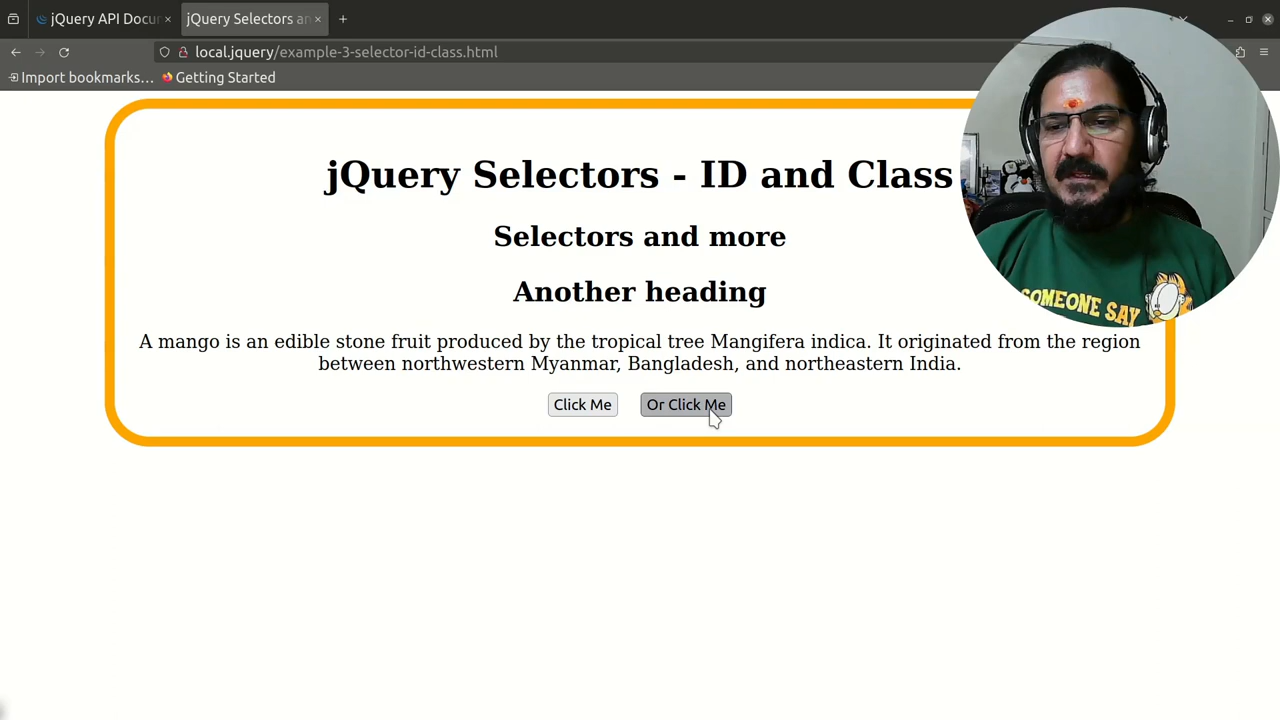 jQuery API Docu
jQuery Selectors an
local.jquery/example-3-selector-id-class.html
Import bookmarks...
Getting Started
jQuery Selectors - ID and Class
Selectors and more
Another heading
A mango is an edible stone fruit produced by the tropical tree Mangifera indica. It originated from the region
between northwestern Myanmar, Bangladesh, and northeastern India.
Click Me
Or Click Me
SOMEONE SAY